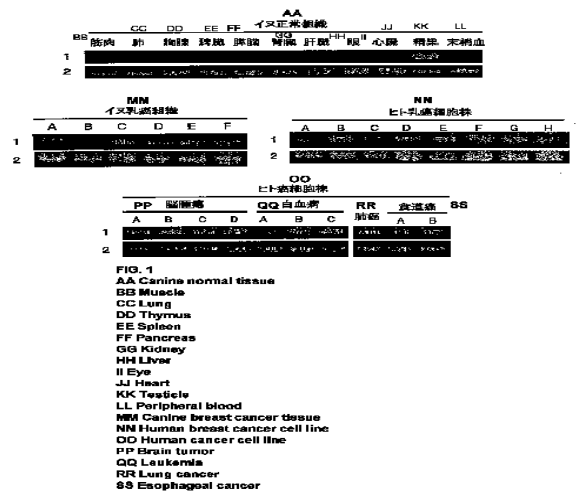 AA
イヌ正常組織
CC DD EE FF GG HH II JJ KK LL
BB 筋肉 肺 胸腺 脾臓 膵臓 腎臓 肝臓 眼 心臓 精巣 末梢血
1
2
MM
イヌ乳癌組織
A B C D E F
1
2
NN
ヒト乳癌細胞株
A B C D E F G H
1
2
OO
ヒト癌細胞株
PP 脳腫瘍 QQ 白血病 RR 肺癌 食道癌 SS
A B C D A B C A B
1
2
FIG. 1
AA Canine normal tissue
BB Muscle
CC Lung
DD Thymus
EE Spleen
FF Pancreas
GG Kidney
HH Liver
II Eye
JJ Heart
KK Testicle
LL Peripheral blood
MM Canine breast cancer tissue
NN Human breast cancer cell line
OO Human cancer cell line
PP Brain tumor
QQ Leukemia
RR Lung cancer
SS Esophageal cancer